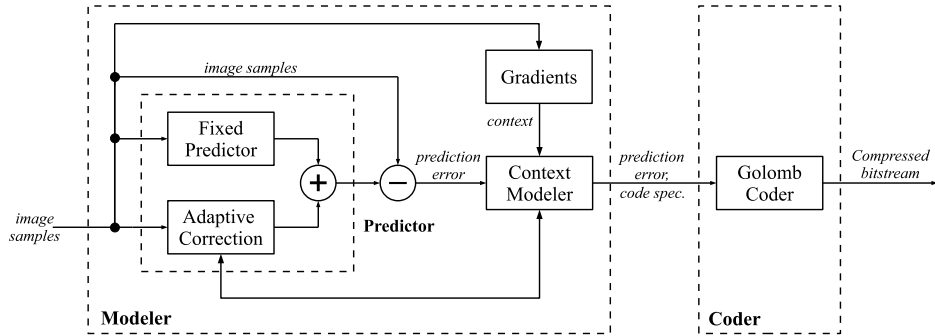 image samples
Gradients
context
Fixed
Predictor
prediction
error
Context
Modeler
prediction
error,
code spec.
Golomb
Coder
Compressed
bitstream
+
−
image
samples
Adaptive
Correction
Predictor
Modeler
Coder